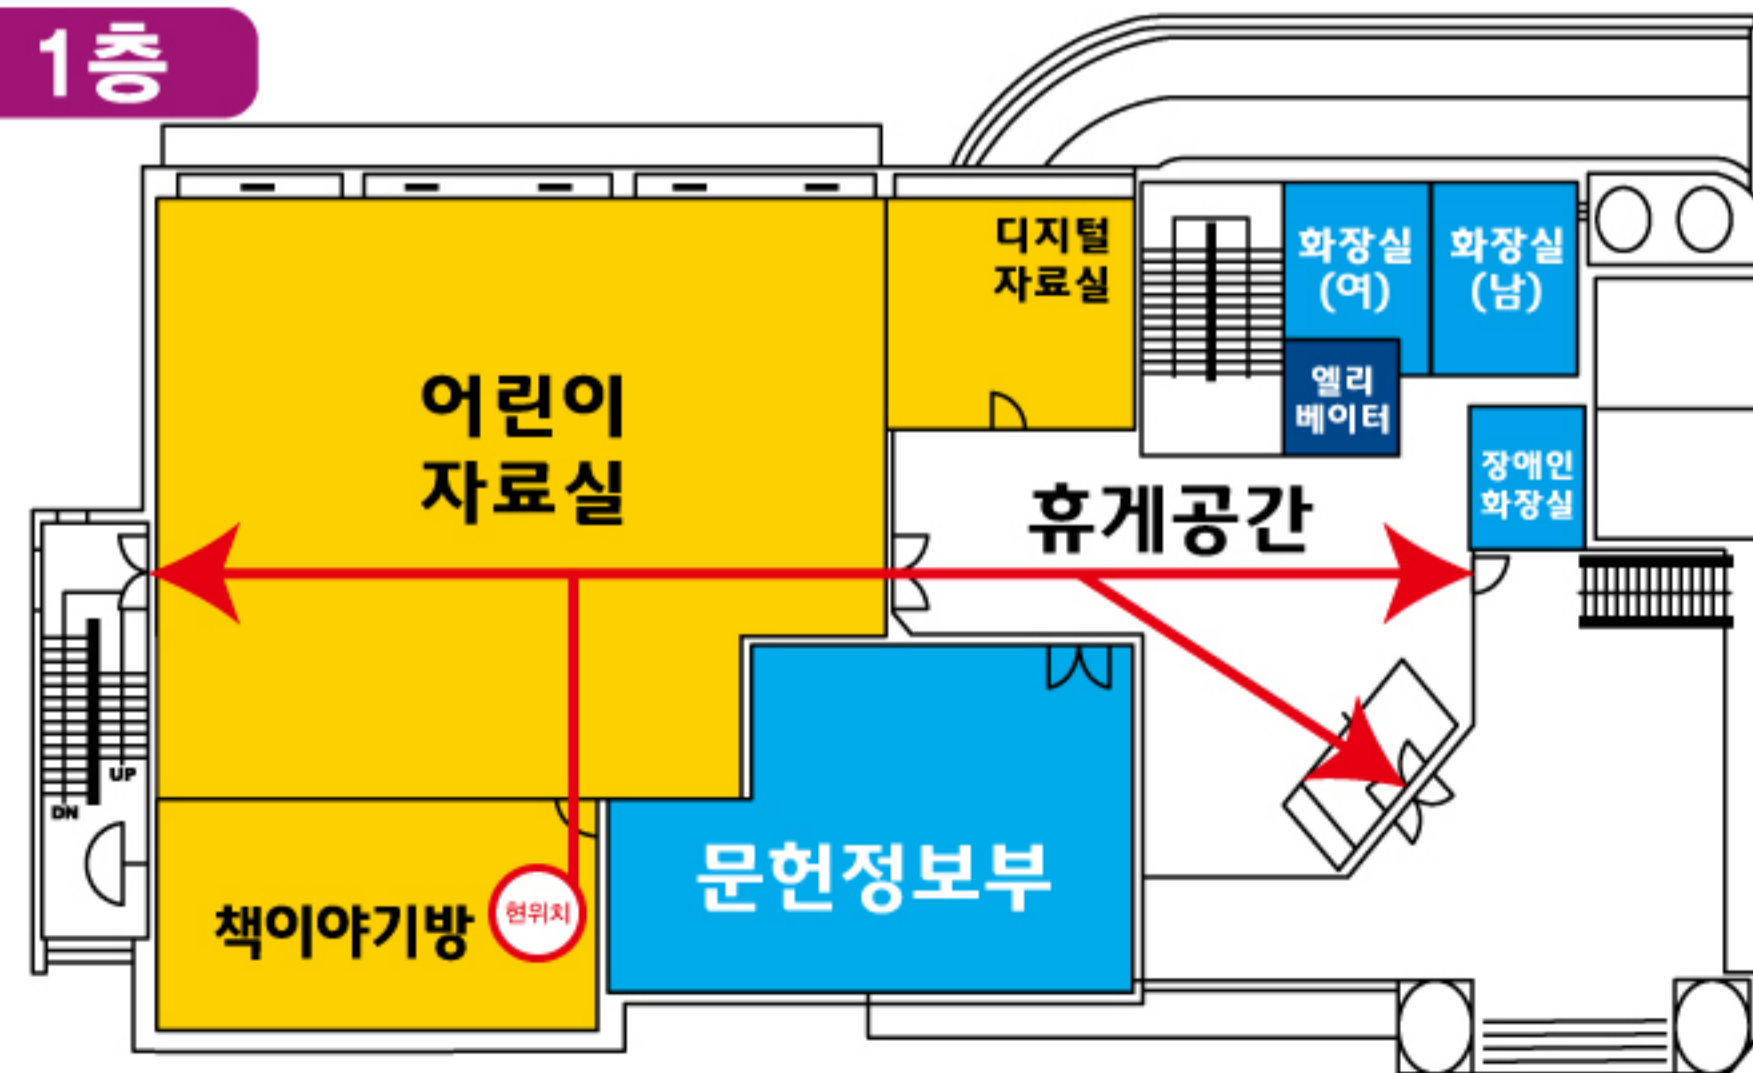 1층
디지털
자료실
화장실
(여)
화장실
(남)
엘리
베이터
어린이
자료실
휴게공간
장애인
화장실
UP
DN
문헌정보부
책이야기방
현위치